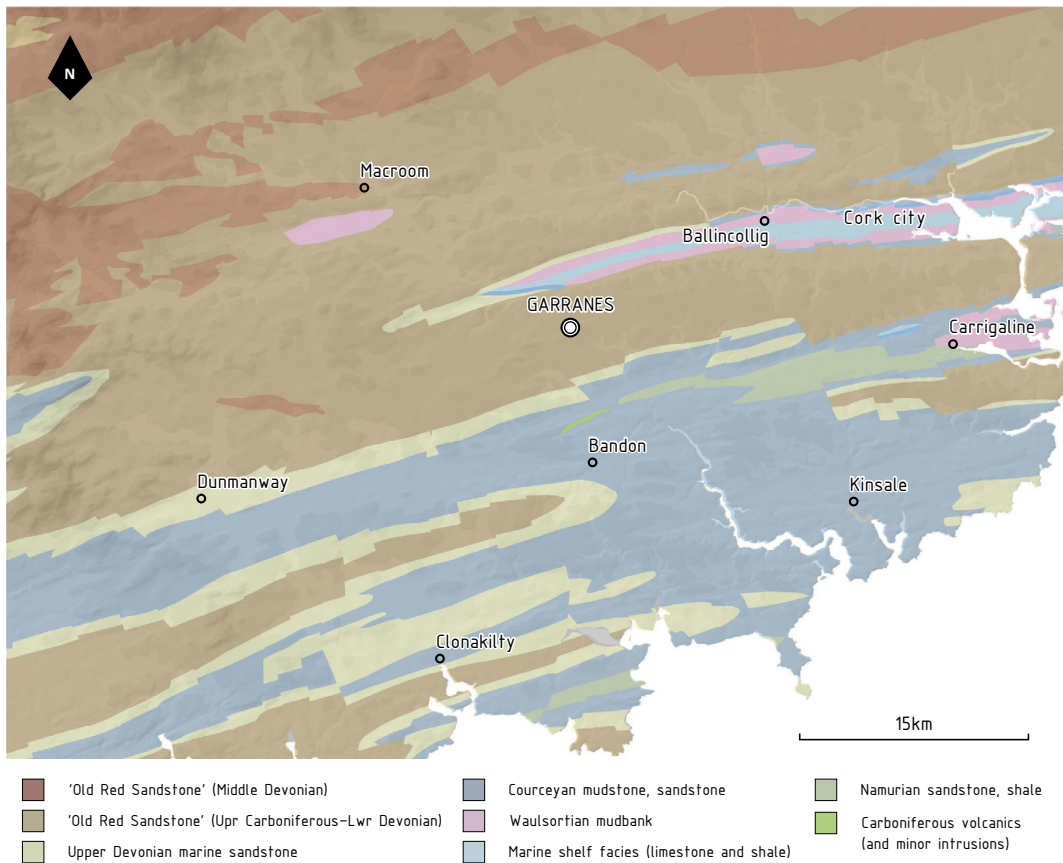 N
Macroom
Cork city
Ballincollig
GARRANES
Carrigaline
Bandon
Dunmanway
Kinsale
Clonakilty
15km
'Old Red Sandstone' (Middle Devonian)
'Old Red Sandstone' (Upr Carboniferous-Lwr Devonian)
Upper Devonian marine sandstone
Courceyan mudstone, sandstone
Waulsortian mudbank
Marine shelf facies (limestone and shale)
Namurian sandstone, shale
Carboniferous volcanics
(and minor intrusions)